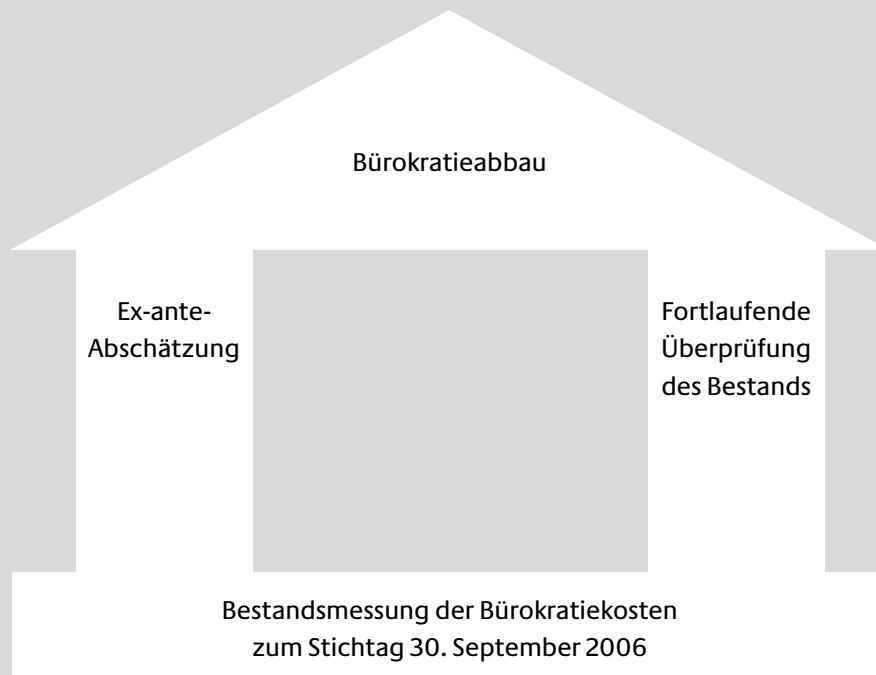 Bürokratieabbau
Ex-ante-
Abschätzung
Fortlaufende
Überprüfung
des Bestands
Bestandsmessung der Bürokratiekosten
zum Stichtag 30. September 2006